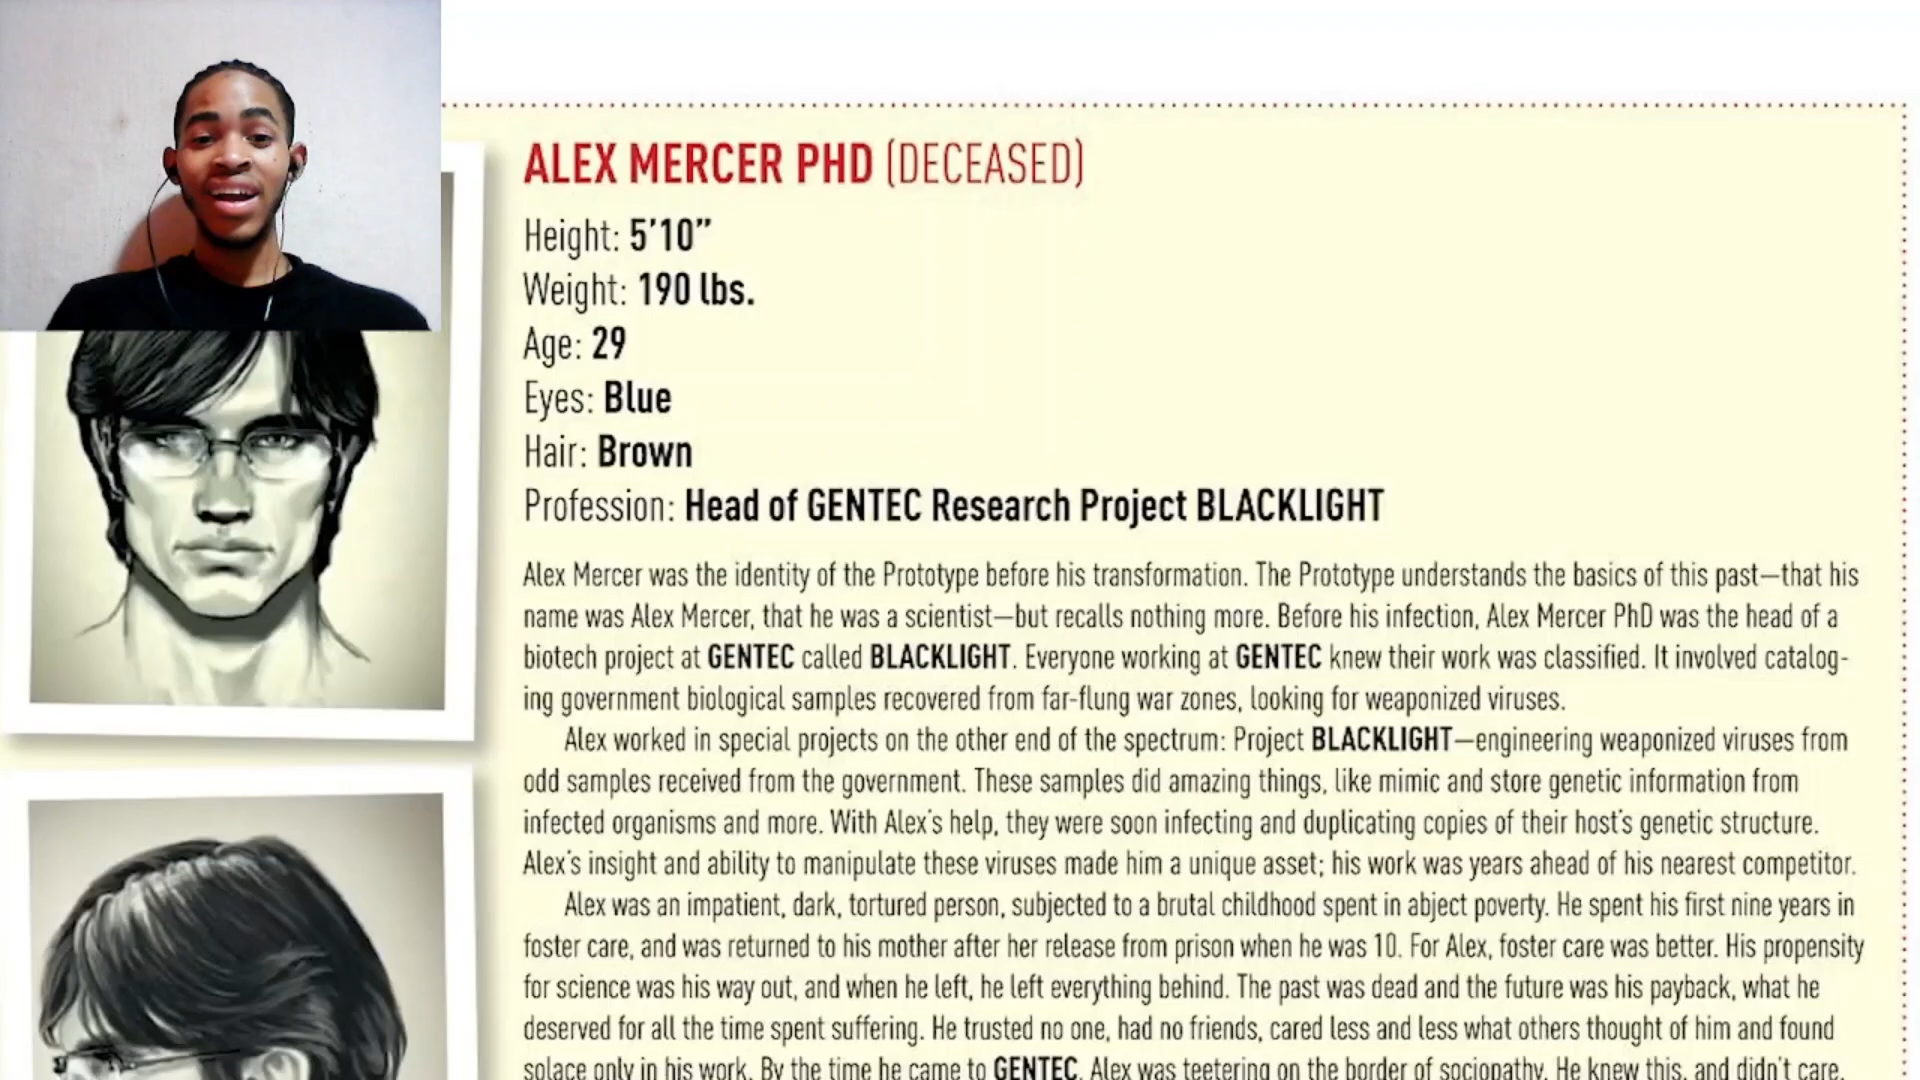 ALEX MERCER PHD (DECEASED)
Height: 5'10"
Weight: 190 lbs.
Age: 29
Eyes: Blue
Hair: Brown
Profession: Head of GENTEC Research Project BLACKLIGHT
Alex Mercer was the identity of the Prototype before his transformation. The Prototype understands the basics of this past—that his
name was Alex Mercer, that he was a scientist—but recalls nothing more. Before his infection, Alex Mercer PhD was the head of a
biotech project at GENTEC called BLACKLIGHT. Everyone working at GENTEC knew their work was classified. It involved catalog-
ing government biological samples recovered from far-flung war zones, looking for weaponized viruses.
Alex worked in special projects on the other end of the spectrum: Project BLACKLIGHT—engineering weaponized viruses from
odd samples received from the government. These samples did amazing things, like mimic and store genetic information from
infected organisms and more. With Alex's help, they were soon infecting and duplicating copies of their host's genetic structure.
Alex's insight and ability to manipulate these viruses made him a unique asset; his work was years ahead of his nearest competitor.
Alex was an impatient, dark, tortured person, subjected to a brutal childhood spent in abject poverty. He spent his first nine years in
foster care, and was returned to his mother after her release from prison when he was 10. For Alex, foster care was better. His propensity
for science was his way out, and when he left, he left everything behind. The past was dead and the future was his payback, what he
deserved for all the time spent suffering. He trusted no one, had no friends, cared less and less what others thought of him and found
solace only in his work. By the time he came to GENTEC, Alex was teetering on the border of sociopathy. He knew this, and didn't care.